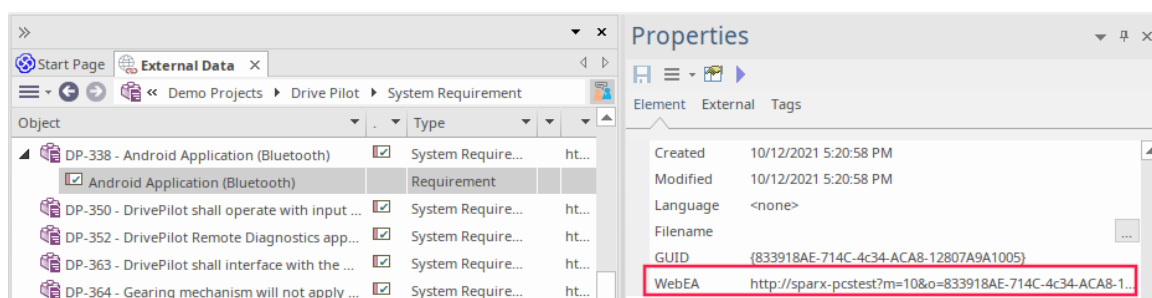 Properties
Start Page External Data
« Demo Projects Drive Pilot System Requirement
Element External Tags
Object . Type
DP-338 - Android Application (Bluetooth) System Require... ht...
Android Application (Bluetooth) Requirement
DP-350 - DrivePilot shall operate with input ... System Require... ht...
DP-352 - DrivePilot Remote Diagnostics app... System Require... ht...
DP-363 - DrivePilot shall interface with the ... System Require... ht...
DP-364 - Gearing mechanism will not apply ... System Require... ht...
Created 10/12/2021 5:20:58 PM
Modified 10/12/2021 5:20:58 PM
Language <none>
Filename ...
GUID {833918AE-714C-4c34-ACA8-12807A9A1005}
WebEA http://sparx-pcstest?m=10&o=833918AE-714C-4c34-ACA8-1...